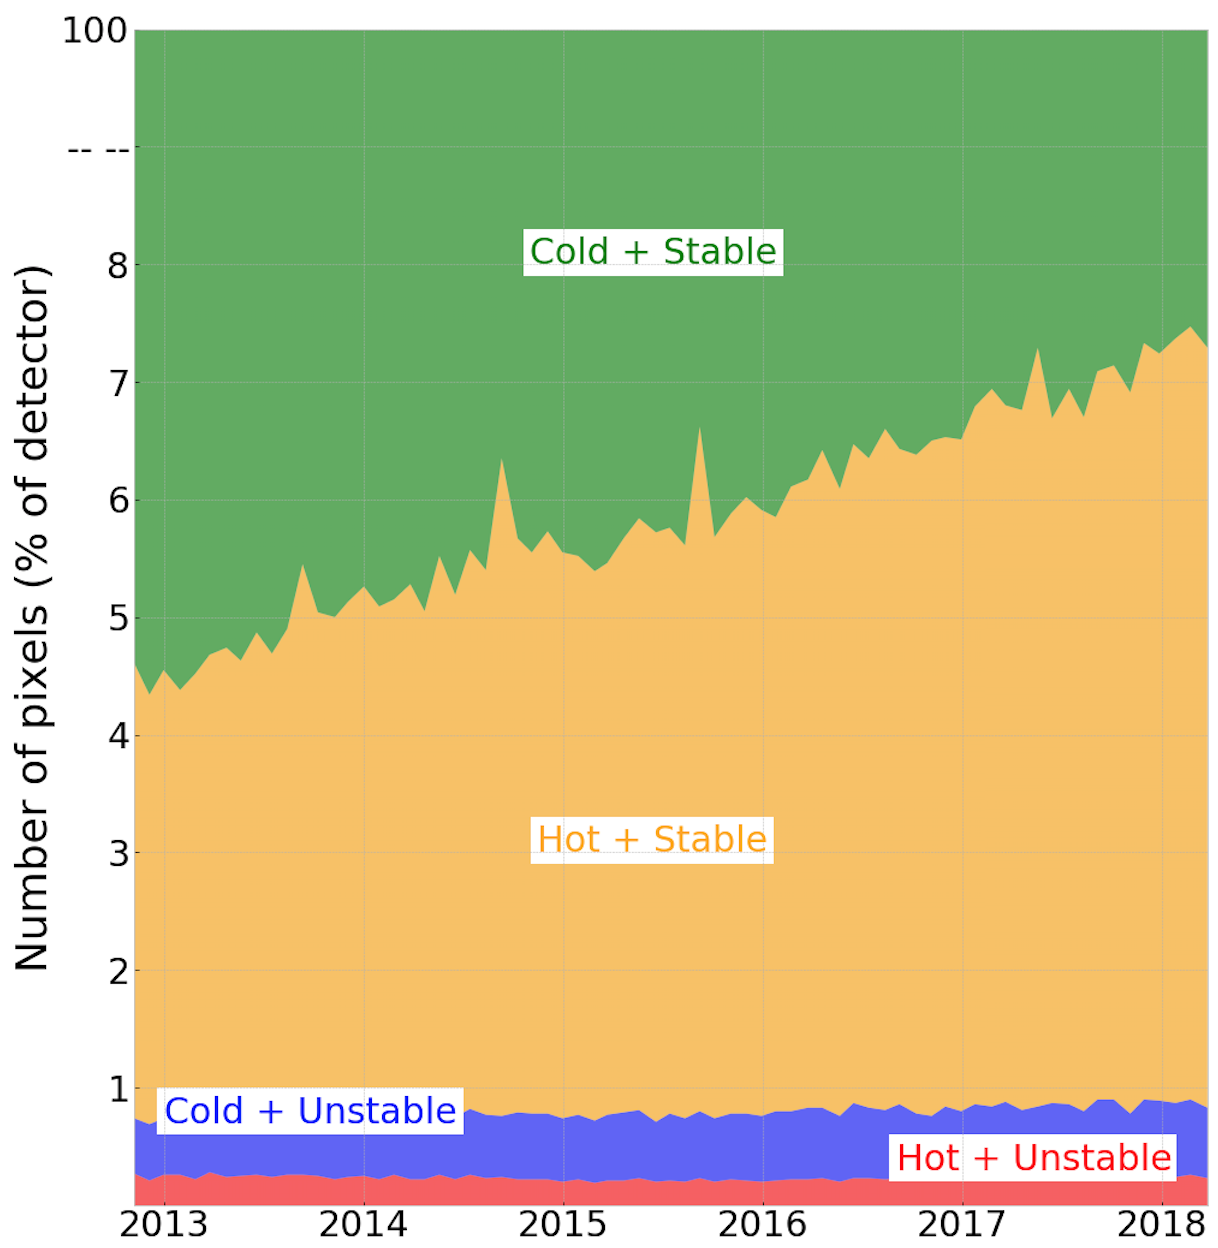 100
-- --
8
7
6
5
4
3
2
1
Number of pixels (% of detector)
Cold + Stable
Hot + Stable
Cold + Unstable
Hot + Unstable
2013 2014 2015 2016 2017 2018